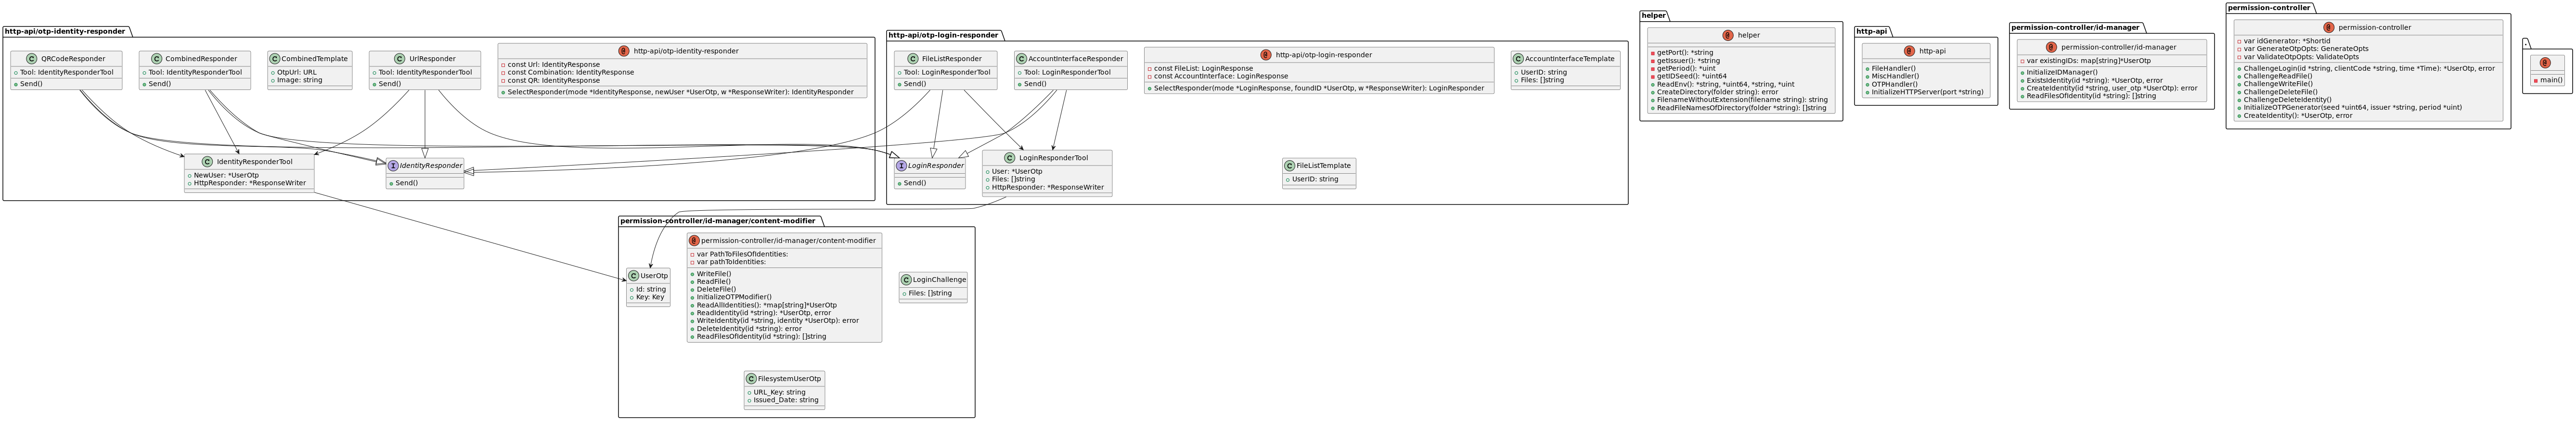 http-api/otp-identity-responder
C QRCodeResponder
Tool: IdentityResponderTool
Send()
C CombinedResponder
Tool: IdentityResponderTool
Send()
C CombinedTemplate
OtpUrl: URL
Image: string
C UrlResponder
Tool: IdentityResponderTool
Send()
@ http-api/otp-identity-responder
const Url: IdentityResponse
const Combination: IdentityResponse
const QR: IdentityResponse
SelectResponder(mode *IdentityResponse, newUser *UserOtp, w *ResponseWriter): IdentityResponder
C IdentityResponderTool
NewUser: *UserOtp
HttpResponder: *ResponseWriter
I IdentityResponder
Send()
http-api/otp-login-responder
C FileListResponder
Tool: LoginResponderTool
Send()
C AccountInterfaceResponder
Tool: LoginResponderTool
Send()
@ http-api/otp-login-responder
const FileList: LoginResponse
const AccountInterface: LoginResponse
SelectResponder(mode *LoginResponse, foundID *UserOtp, w *ResponseWriter): LoginResponder
C AccountInterfaceTemplate
UserID: string
Files: []string
I LoginResponder
Send()
C LoginResponderTool
User: *UserOtp
Files: []string
HttpResponder: *ResponseWriter
C FileListTemplate
UserID: string
permission-controller/id-manager/content-modifier
C UserOtp
Id: string
Key: Key
@ permission-controller/id-manager/content-modifier
var PathToFilesOfIdentities:
var pathToIdentities:
WriteFile()
ReadFile()
DeleteFile()
InitializeOTPModifier()
ReadAllIdentities(): *map[string]*UserOtp
ReadIdentity(id *string): *UserOtp, error
WriteIdentity(id *string, identity *UserOtp): error
DeleteIdentity(id *string): error
ReadFilesOfIdentity(id *string): []string
C LoginChallenge
Files: []string
C FilesystemUserOtp
URL_Key: string
Issued_Date: string
helper
@ helper
getPort(): *string
getIssuer(): *string
getPeriod(): *uint
getIDSeed(): *uint64
ReadEnv(): *string, *uint64, *string, *uint
CreateDirectory(folder string): error
FilenameWithoutExtension(filename string): string
ReadFileNamesOfDirectory(folder *string): []string
http-api
@ http-api
FileHandler()
MiscHandler()
OTPHandler()
InitializeHTTPServer(port *string)
permission-controller/id-manager
@ permission-controller/id-manager
var existingIDs: map[string]*UserOtp
InitializeIDManager()
ExistsIdentity(id *string): *UserOtp, error
CreateIdentity(id *string, user_otp *UserOtp): error
ReadFilesOfIdentity(id *string): []string
permission-controller
@ permission-controller
var idGenerator: *Shortid
var GenerateOtpOpts: GenerateOpts
var ValidateOtpOpts: ValidateOpts
ChallengeLogin(id *string, clientCode *string, time *Time): *UserOtp, error
ChallengeReadFile()
ChallengeWriteFile()
ChallengeDeleteFile()
ChallengeDeleteIdentity()
InitializeOTPGenerator(seed *uint64, issuer *string, period *uint)
CreateIdentity(): *UserOtp, error
.
@
main()